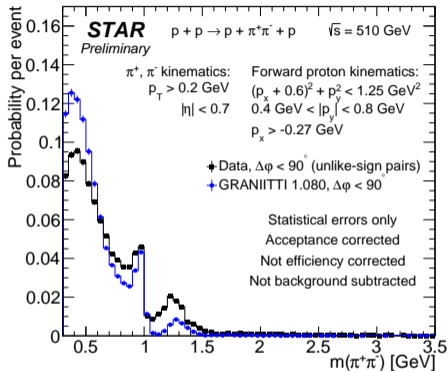 Probability per event
0.16
0.14
0.12
0.1
0.08
0.06
0.04
0.02
0
STAR
Preliminary
p + p → p + π⁺π⁻ + p
√s = 510 GeV
π⁺, π⁻ kinematics:
p_T > 0.2 GeV
|η| < 0.7
Forward proton kinematics:
(p_x + 0.6)² + p_y² < 1.25 GeV²
0.4 GeV < |p_y| < 0.8 GeV
p_x > -0.27 GeV
Data, Δφ < 90° (unlike-sign pairs)
GRANIITTI 1.080, Δφ < 90°
Statistical errors only
Acceptance corrected
Not efficiency corrected
Not background subtracted
0.5 1 1.5 2 2.5 3 3.5
m(π⁺π⁻) [GeV]